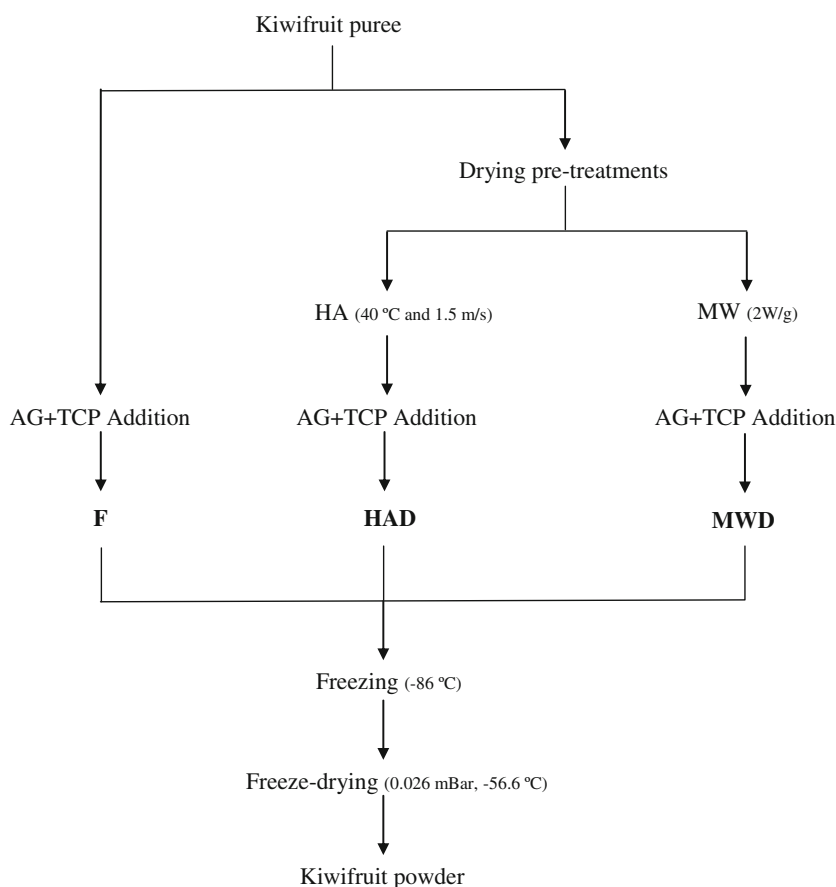 Kiwifruit puree
Drying pre-treatments
HA (40 ºC and 1.5 m/s)
MW (2W/g)
AG+TCP Addition
AG+TCP Addition
AG+TCP Addition
F
HAD
MWD
Freezing (-86 ºC)
Freeze-drying (0.026 mBar, -56.6 ºC)
Kiwifruit powder